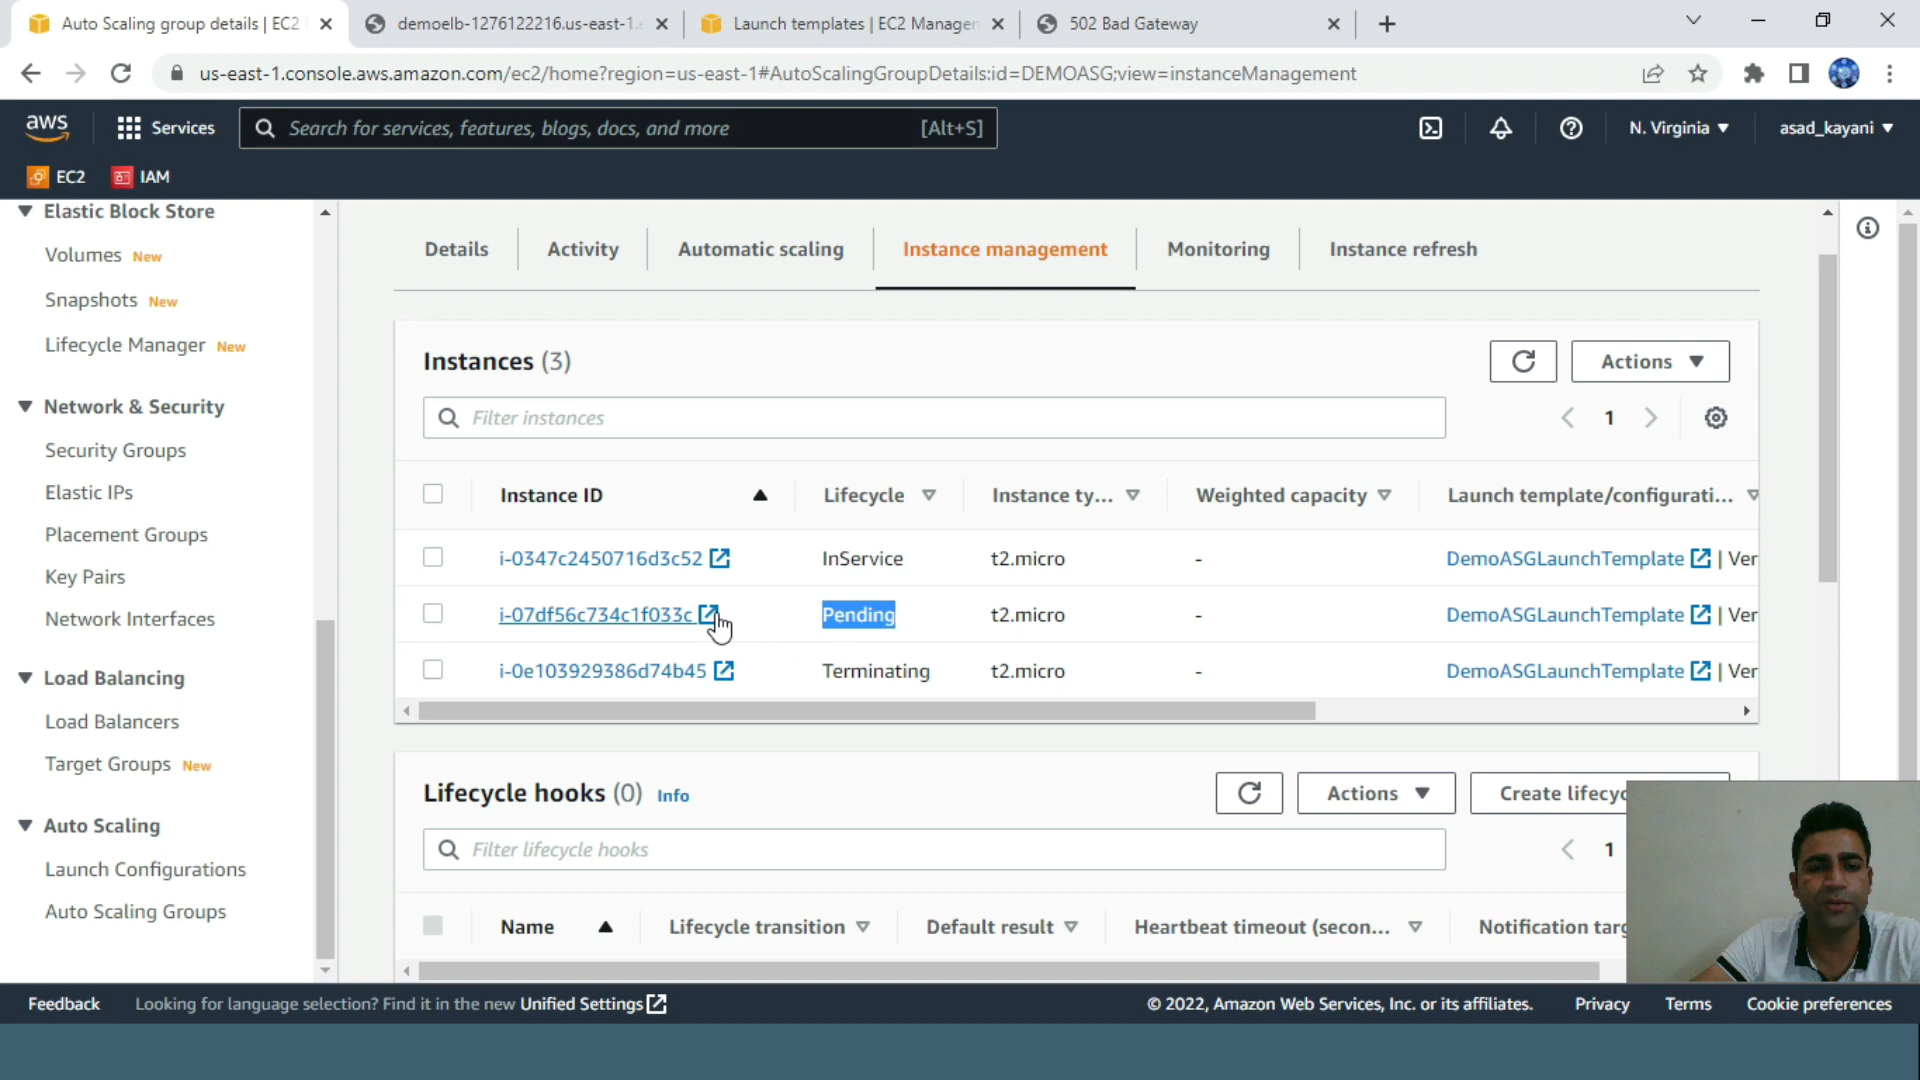 Auto Scaling group details | EC2
demoelb-1276122216.us-east-1.e
Launch templates | EC2 Managem
502 Bad Gateway
us-east-1.console.aws.amazon.com/ec2/home?region=us-east-1#AutoScalingGroupDetails:id=DEMOASG;view=instanceManagement
aws
Services
Search for services, features, blogs, docs, and more
[Alt+S]
N. Virginia
asad_kayani
EC2
IAM
Elastic Block Store
Volumes New
Snapshots New
Lifecycle Manager New
Network & Security
Security Groups
Elastic IPs
Placement Groups
Key Pairs
Network Interfaces
Load Balancing
Load Balancers
Target Groups New
Auto Scaling
Launch Configurations
Auto Scaling Groups
Details Activity Automatic scaling Instance management Monitoring Instance refresh
Instances (3)
Actions
Filter instances
1
Instance ID Lifecycle Instance ty... Weighted capacity Launch template/configurati...
i-0347c2450716d3c52 InService t2.micro - DemoASGLaunchTemplate | Ver
i-07df56c734c1f033c Pending t2.micro - DemoASGLaunchTemplate | Ver
i-0e103929386d74b45 Terminating t2.micro - DemoASGLaunchTemplate | Ver
Lifecycle hooks (0) Info
Actions
Create lifecyc
Filter lifecycle hooks
1
Name Lifecycle transition Default result Heartbeat timeout (secon... Notification targ
Feedback
Looking for language selection? Find it in the new Unified Settings
© 2022, Amazon Web Services, Inc. or its affiliates.
Privacy
Terms
Cookie preferences